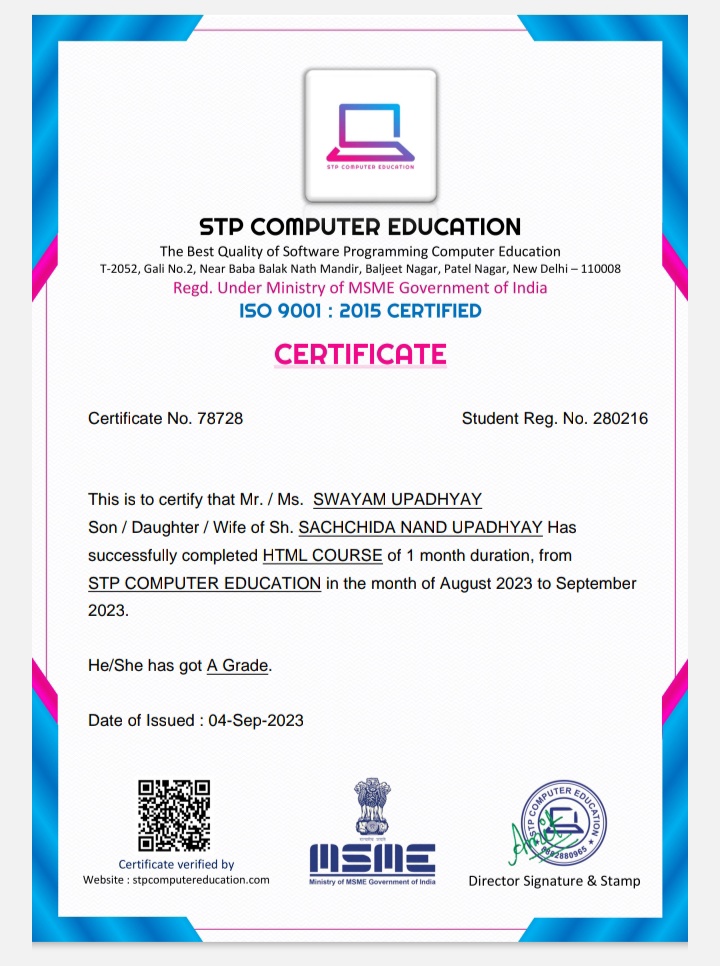 STP COMPUTER EDUCATION
STP COMPUTER EDUCATION
The Best Quality of Software Programming Computer Education
T-2052, Gali No.2, Near Baba Balak Nath Mandir, Baljeet Nagar, Patel Nagar, New Delhi – 110008
Regd. Under Ministry of MSME Government of India
ISO 9001 : 2015 CERTIFIED
CERTIFICATE
Certificate No. 78728 Student Reg. No. 280216
This is to certify that Mr. / Ms. SWAYAM UPADHYAY
Son / Daughter / Wife of Sh. SACHCHIDA NAND UPADHYAY Has
successfully completed HTML COURSE of 1 month duration, from
STP COMPUTER EDUCATION in the month of August 2023 to September
2023.
He/She has got A Grade.
Date of Issued : 04-Sep-2023
Certificate verified by
Website : stpcomputereducation.com
MSME
Ministry of MSME Government of India
STP COMPUTER EDUCATION
Director Signature & Stamp